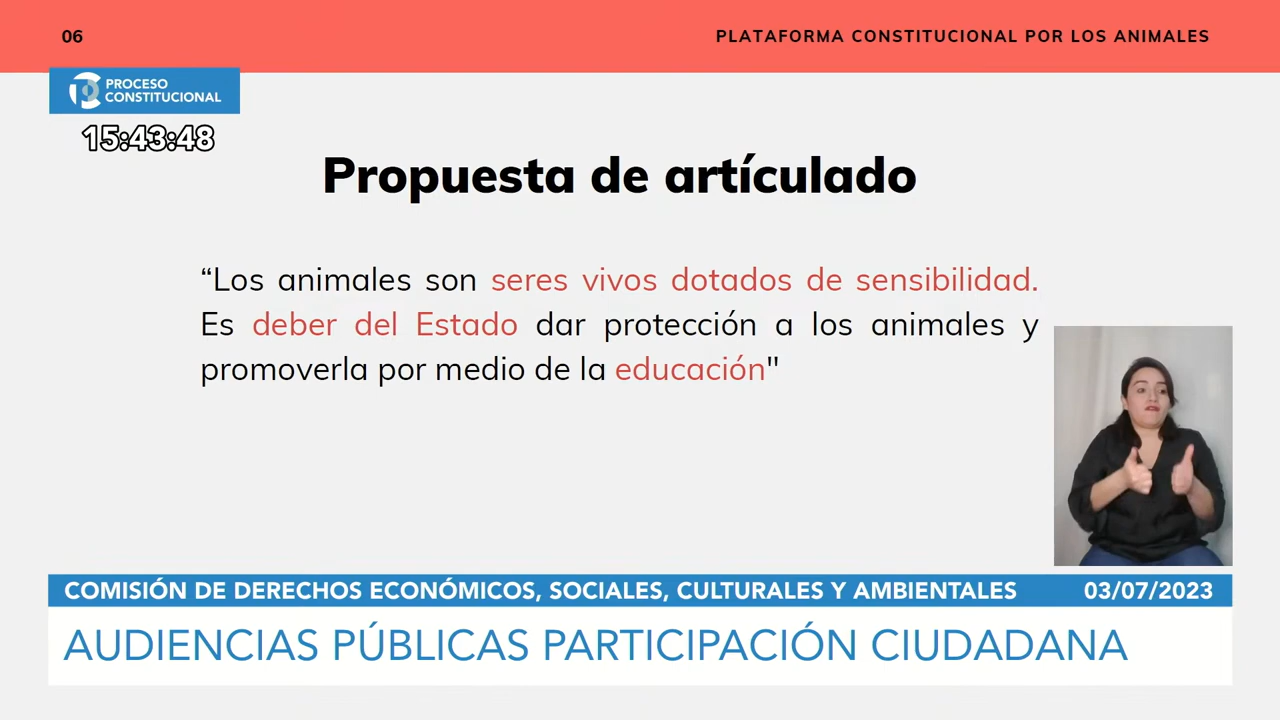 06
PLATAFORMA CONSTITUCIONAL POR LOS ANIMALES
PROCESO
CONSTITUCIONAL
15:43:48
Propuesta de artículado
“Los animales son seres vivos dotados de sensibilidad.
Es deber del Estado dar protección a los animales y
promoverla por medio de la educación"
COMISIÓN DE DERECHOS ECONÓMICOS, SOCIALES, CULTURALES Y AMBIENTALES
03/07/2023
AUDIENCIAS PÚBLICAS PARTICIPACIÓN CIUDADANA